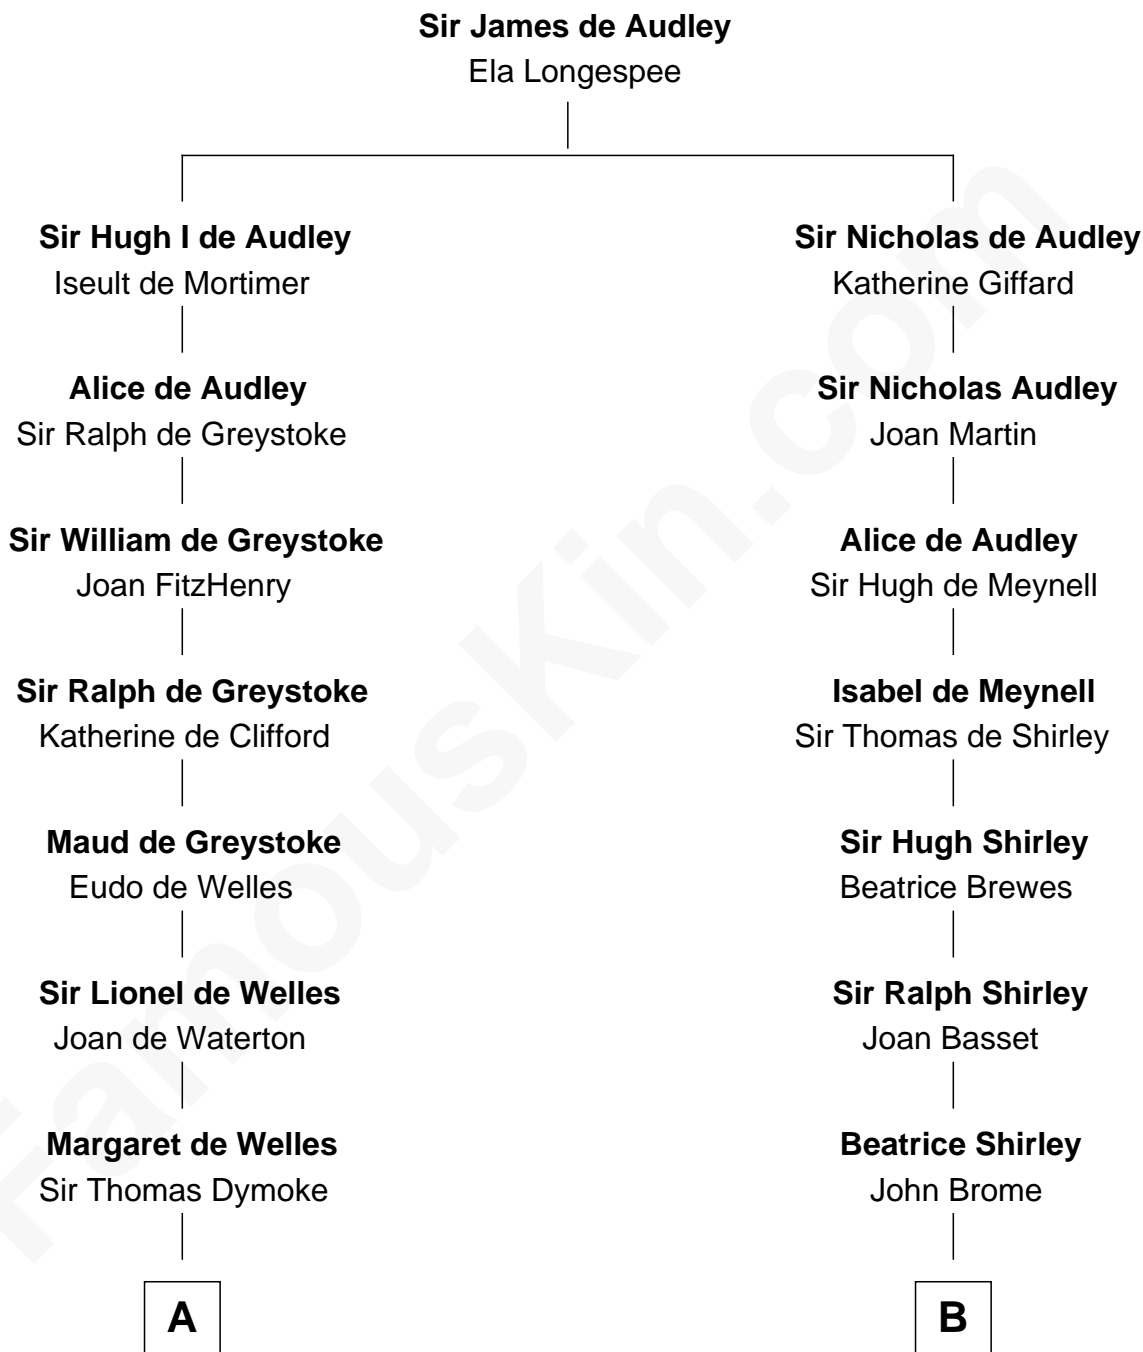 Sir James de Audley
Ela Longespee
Sir Hugh I de Audley
Iseult de Mortimer
Sir Nicholas de Audley
Katherine Giffard
Alice de Audley
Sir Ralph de Greystoke
Sir Nicholas Audley
Joan Martin
Sir William de Greystoke
Joan FitzHenry
Alice de Audley
Sir Hugh de Meynell
Sir Ralph de Greystoke
Katherine de Clifford
Isabel de Meynell
Sir Thomas de Shirley
Maud de Greystoke
Eudo de Welles
Sir Hugh Shirley
Beatrice Brewes
Sir Lionel de Welles
Joan de Waterton
Sir Ralph Shirley
Joan Basset
Margaret de Welles
Sir Thomas Dymoke
Beatrice Shirley
John Brome
A
B
FamousKin.com